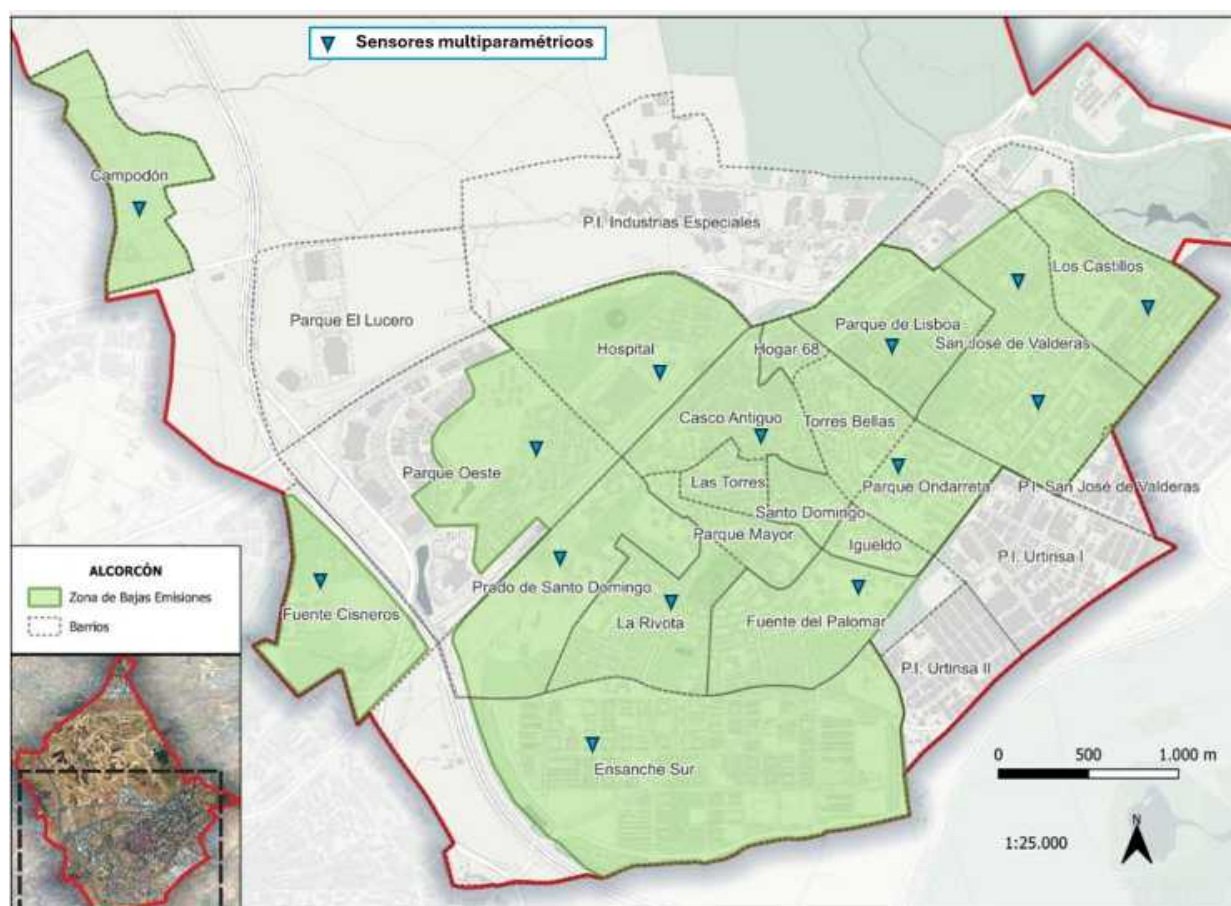 Sensores multiparamétricos
Campodón
P.I. Industrias Especiales
Los Castillos
Parque El Lucero
Parque de Lisboa
San José de Valderas
Hospital
Hogar 68
Casco Antiguo
Torres Bellas
Parque Oeste
Las Torres
Parque Ondarreta
P.I. San José de Valderas
Santo Domingo
Parque Mayor
Igueldo
P.I. Urtinsa I
Prado de Santo Domingo
Fuente Cisneros
La Rivota
Fuente del Palomar
P.I. Urtinsa II
Ensanche Sur
ALCORCÓN
Zona de Bajas Emisiones
Barrios
0 500 1.000 m
N
1:25.000